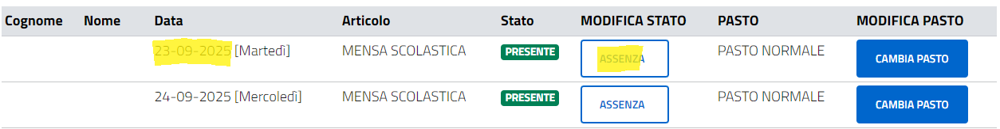 Cognome Nome Data Articolo Stato MODIFICA STATO PASTO MODIFICA PASTO
23-09-2025 [Martedì] MENSA SCOLASTICA PRESENTE ASSENZA PASTO NORMALE CAMBIA PASTO
24-09-2025 [Mercoledì] MENSA SCOLASTICA PRESENTE ASSENZA PASTO NORMALE CAMBIA PASTO